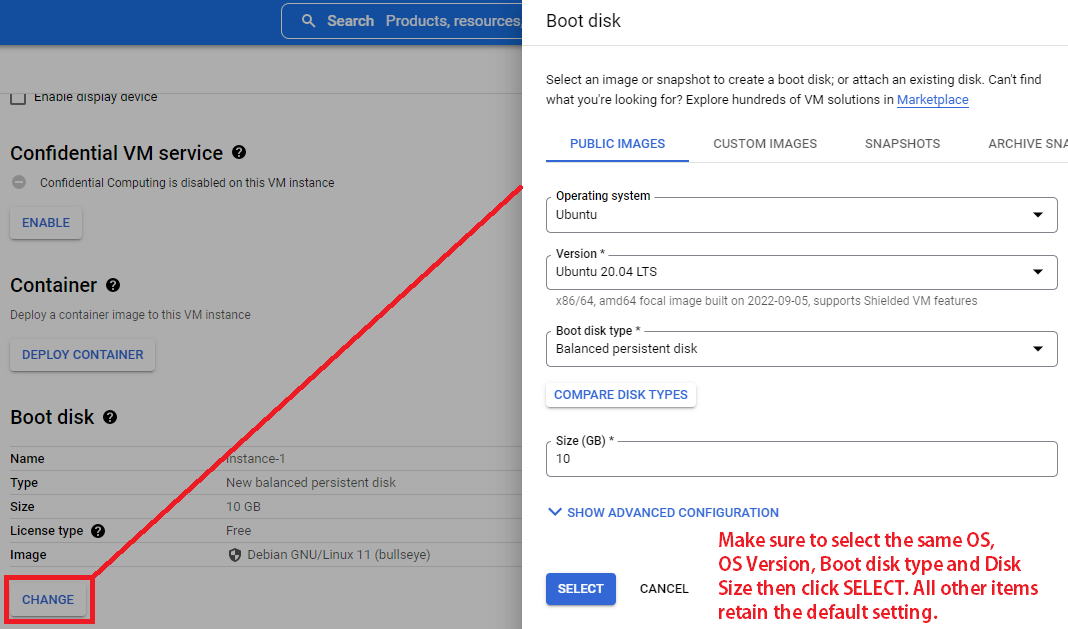 Search Products, resources,
Enable display device
Confidential VM service
Confidential Computing is disabled on this VM instance
ENABLE
Container
Deploy a container image to this VM instance
DEPLOY CONTAINER
Boot disk
Name instance-1
Type New balanced persistent disk
Size 10 GB
License type Free
Image Debian GNU/Linux 11 (bullseye)
CHANGE
Boot disk
Select an image or snapshot to create a boot disk; or attach an existing disk. Can't find
what you're looking for? Explore hundreds of VM solutions in Marketplace
PUBLIC IMAGES CUSTOM IMAGES SNAPSHOTS ARCHIVE SNA
Operating system
Ubuntu
Version *
Ubuntu 20.04 LTS
x86/64, amd64 focal image built on 2022-09-05, supports Shielded VM features
Boot disk type *
Balanced persistent disk
COMPARE DISK TYPES
Size (GB) *
10
SHOW ADVANCED CONFIGURATION
Make sure to select the same OS,
OS Version, Boot disk type and Disk
Size then click SELECT. All other items
retain the default setting.
SELECT CANCEL